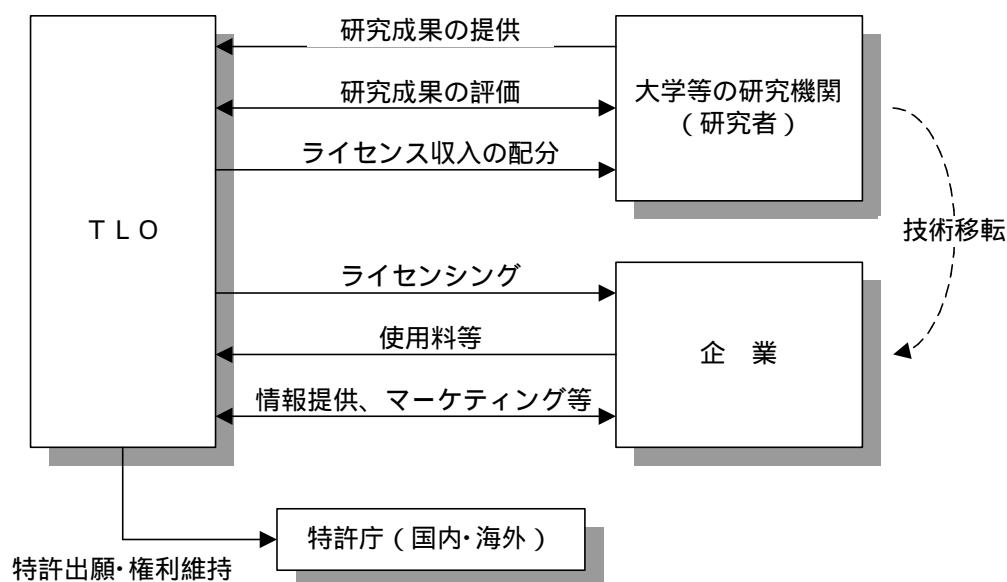 研究成果の提供
研究成果の評価
大学等の研究機関
（研究者）
ライセンス収入の配分
ＴＬＯ
技術移転
ライセンシング
使用料等
企　業
情報提供、マーケティング等
特許庁（国内・海外）
特許出願・権利維持